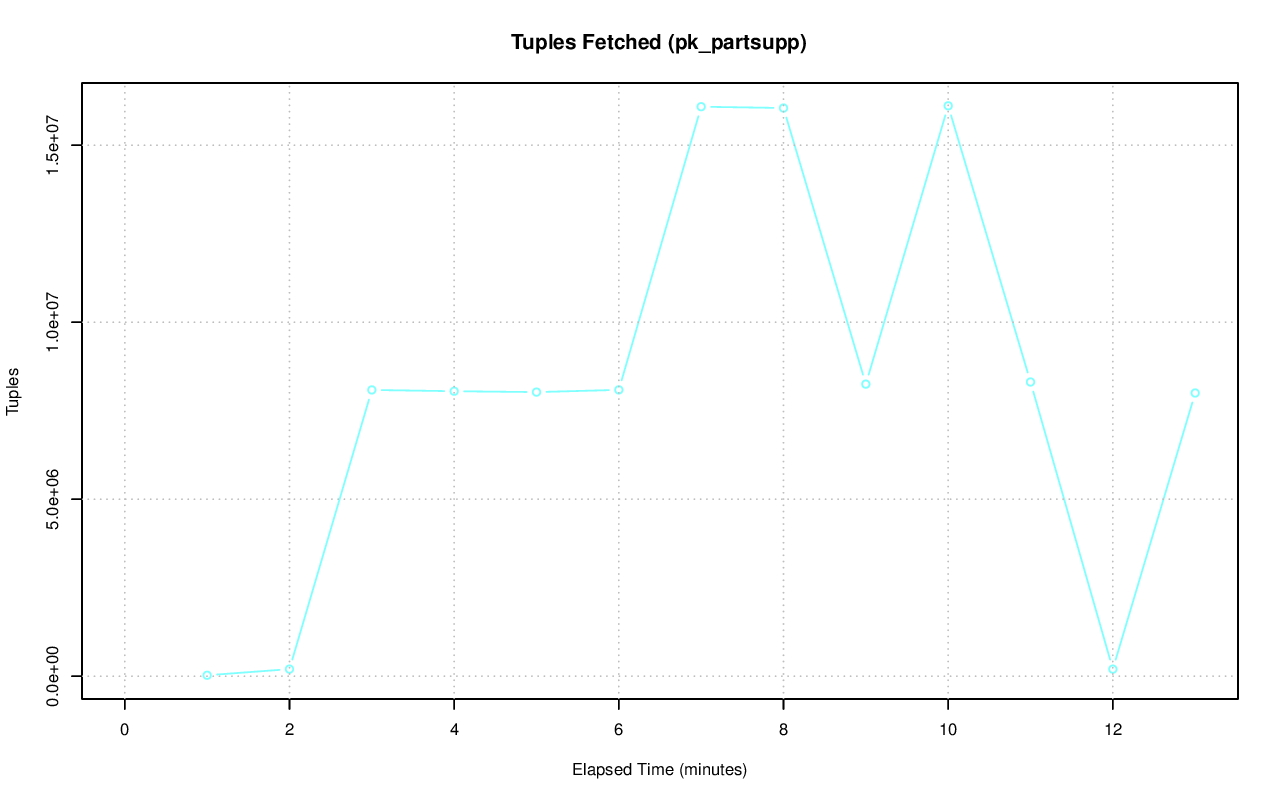 Tuples Fetched (pk_partsupp)
Tuples
1.5e+07
1.0e+07
5.0e+06
0.0e+00
0 2 4 6 8 10 12
Elapsed Time (minutes)